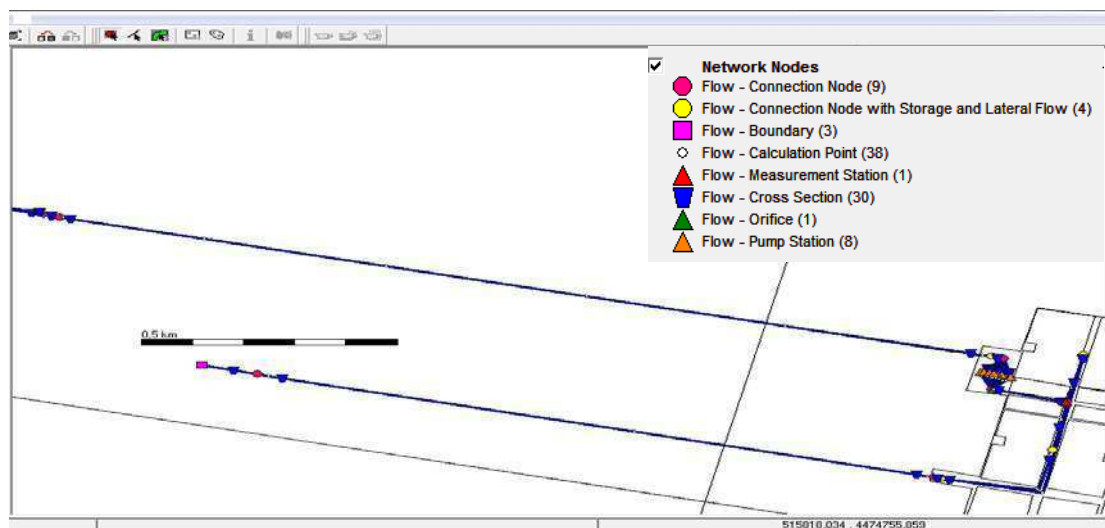 Network Nodes
Flow - Connection Node (9)
Flow - Connection Node with Storage and Lateral Flow (4)
Flow - Boundary (3)
Flow - Calculation Point (38)
Flow - Measurement Station (1)
Flow - Cross Section (30)
Flow - Orifice (1)
Flow - Pump Station (8)
0.5 km
515910.034 , 4474755.059